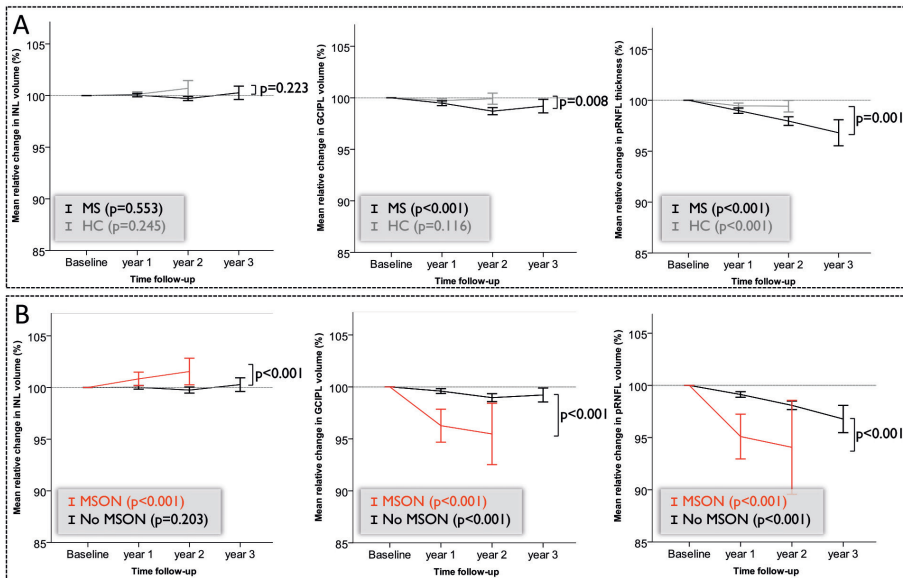 A
Mean relative change in INL volume (%)
105
100
95
90
85
p=0.223
MS (p=0.553)
HC (p=0.245)
Baseline year 1 year 2 year 3
Time follow-up
Mean relative change in GCIPL volume (%)
105
100
95
90
85
p=0.008
MS (p<0.001)
HC (p=0.116)
Baseline year 1 year 2 year 3
Time follow-up
Mean relative change in pRNFL thickness (%)
105
100
95
90
85
p=0.001
MS (p<0.001)
HC (p<0.001)
Baseline year 1 year 2 year 3
Time follow-up
B
Mean relative change in INL volume (%)
105
100
95
90
85
p<0.001
MSON (p<0.001)
No MSON (p=0.203)
Baseline year 1 year 2 year 3
Time follow-up
Mean relative change in GCIPL volume (%)
105
100
95
90
85
p<0.001
MSON (p<0.001)
No MSON (p<0.001)
Baseline year 1 year 2 year 3
Time follow-up
Mean relative change in pRNFL volume (%)
105
100
95
90
85
p<0.001
MSON (p<0.001)
No MSON (p<0.001)
Baseline year 1 year 2 year 3
Time follow-up